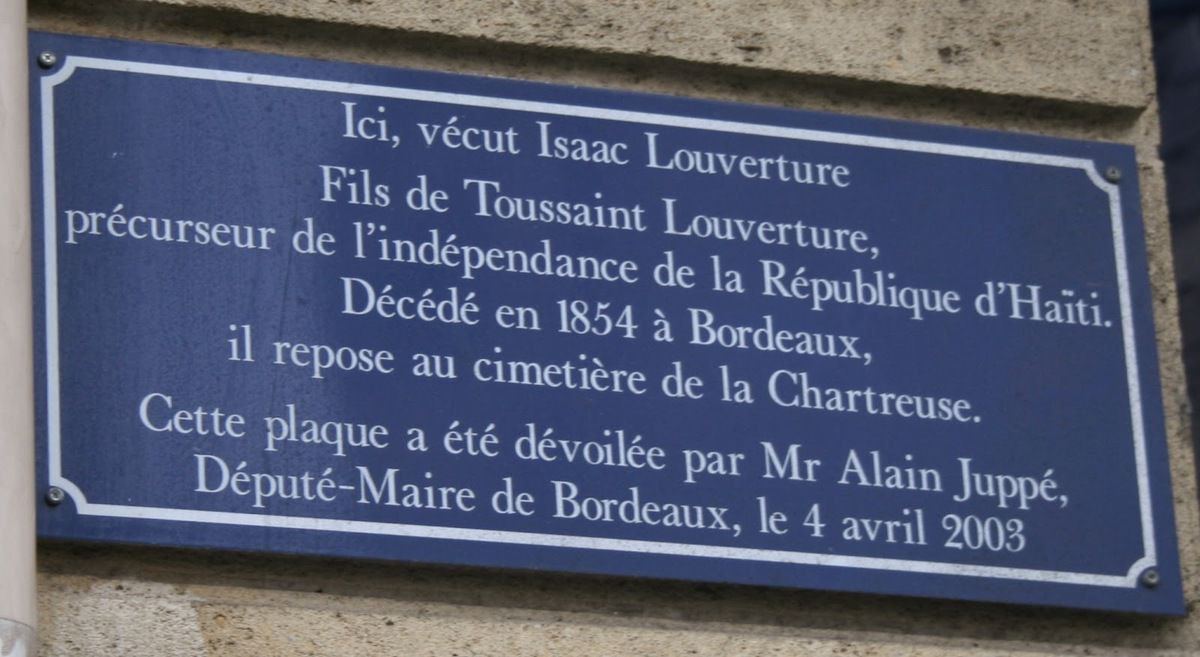 Ici, vécut Isaac Louverture
Fils de Toussaint Louverture,
précurseur de l'indépendance de la République d'Haïti.
Décédé en 1854 à Bordeaux,
il repose au cimetière de la Chartreuse.
Cette plaque a été dévoilée par Mr Alain Juppé,
Député-Maire de Bordeaux, le 4 avril 2003